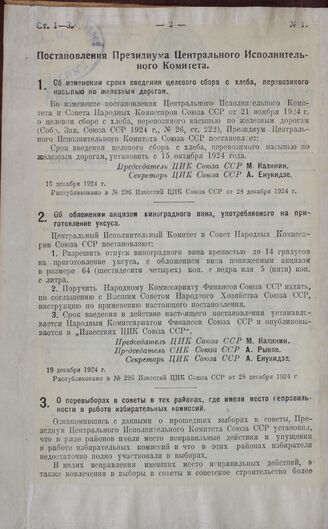 Ст. 1—3.
— 2 —
№ 1.
Постановления Президиума Центрального Исполнитель-
ного Комитета.
1. Об изменении срока введения целевого сбора с хлеба, перевозимого
насыпью по железным дорогам.
Во изменение постановления Центрального Исполнительного Коми-
тета и Совета Народных Комиссаров Союза ССР от 21 ноября 1924 г.
о целевом сборе с хлеба, перевозимого насыпью по железным дорогам
(Собр. Зак. Союза ССР 1924 г., № 26, ст. 222), Президиум Централь-
ного Исполнительного Комитета Союза ССР постановляет:
Срок введения целевого сбора с хлеба, перевозимого насыпью по
железным дорогам, установить с 15 октября 1924 года.
Председатель ЦИК Союза ССР М. Калинин.
Секретарь ЦИК Союза ССР А. Енукидзе.
15 декабря 1924 г.
Распубликовано в № 296 Известий ЦИК Союза ССР от 28 декабря 1924 г.
2. Об обложении акцизом виноградного вина, употребляемого на при-
готовление уксуса.
Центральный Исполнительный Комитет и Совет Народных Комисса-
ров Союза ССР постановляют:
1. Разрешить отпуск виноградного вина крепостью до 14 градусов
на приготовление уксуса, с обложением вина пониженным акцизом
в размере 64 (шестидесяти четырех) коп. с ведра или 5 (пяти) коп.
с литра.
2. Поручить Народному Комиссариату Финансов Союза ССР издать,
по соглашению с Высшим Советом Народного Хозяйства Союза ССР,
инструкцию по применению настоящего постановления.
3. Срок введения в действие настоящего постановления устанавли-
вается Народным Комиссариатом Финансов Союза ССР и опубликовы-
вается в „Известиях ЦИК Союза ССР“.
Председатель ЦИК Союза ССР М. Калинин.
Председатель СНК Союза ССР А. Рыков.
Секретарь ЦИК Союза ССР А. Енукидзе.
19 декабря 1924 г.
Распубликовано в № 296 Известий ЦИК Союза ССР от 28 декабря 1924 г.
3. О перевыборах в советы в тех районах, где имели место неправиль-
ности в работе избирательных комиссий.
Ознакомившись с данными о прошедших выборах в советы, Пре-
зидиум Центрального Исполнительного Комитета Союза ССР установил,
что в ряде районов имели место неправильные действия и упущения
в работе избирательных комиссий и что в этих районах избиратели
недостаточно полно участвовали в выборах.
В целях исправления имевших место неправильных действий, а
также вовлечения в выборы в советы и советское строительство более